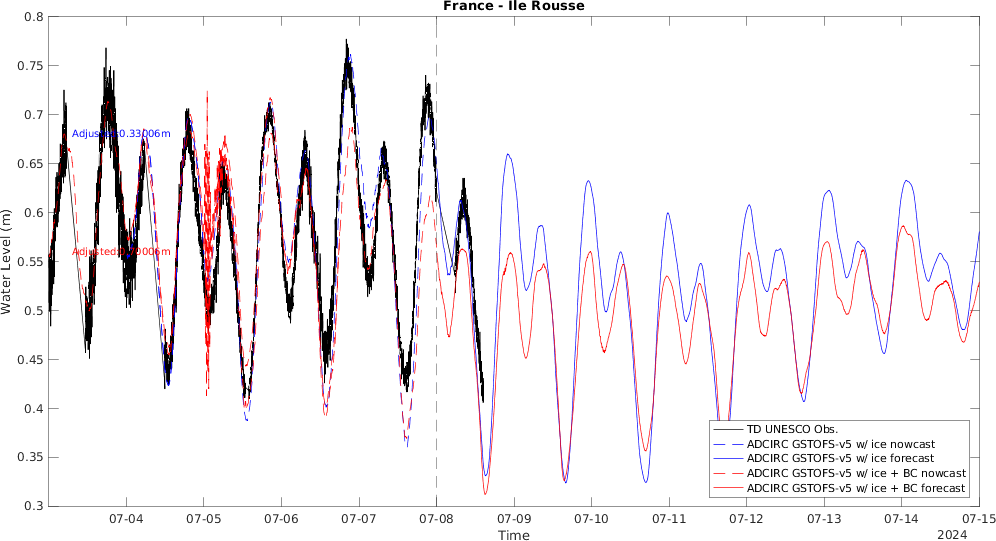 France - Ile Rousse
Water Level (m)
0.8
0.75
0.7
0.65
0.6
0.55
0.5
0.45
0.4
0.35
0.3
Adjusted:0.33006m
TD UNESCO Obs.
ADCIRC GSTOFS-v5 w/ ice nowcast
ADCIRC GSTOFS-v5 w/ ice forecast
ADCIRC GSTOFS-v5 w/ ice + BC nowcast
ADCIRC GSTOFS-v5 w/ ice + BC forecast
07-04 07-05 07-06 07-07 07-08 07-09 07-10 07-11 07-12 07-13 07-14 07-15
Time
2024